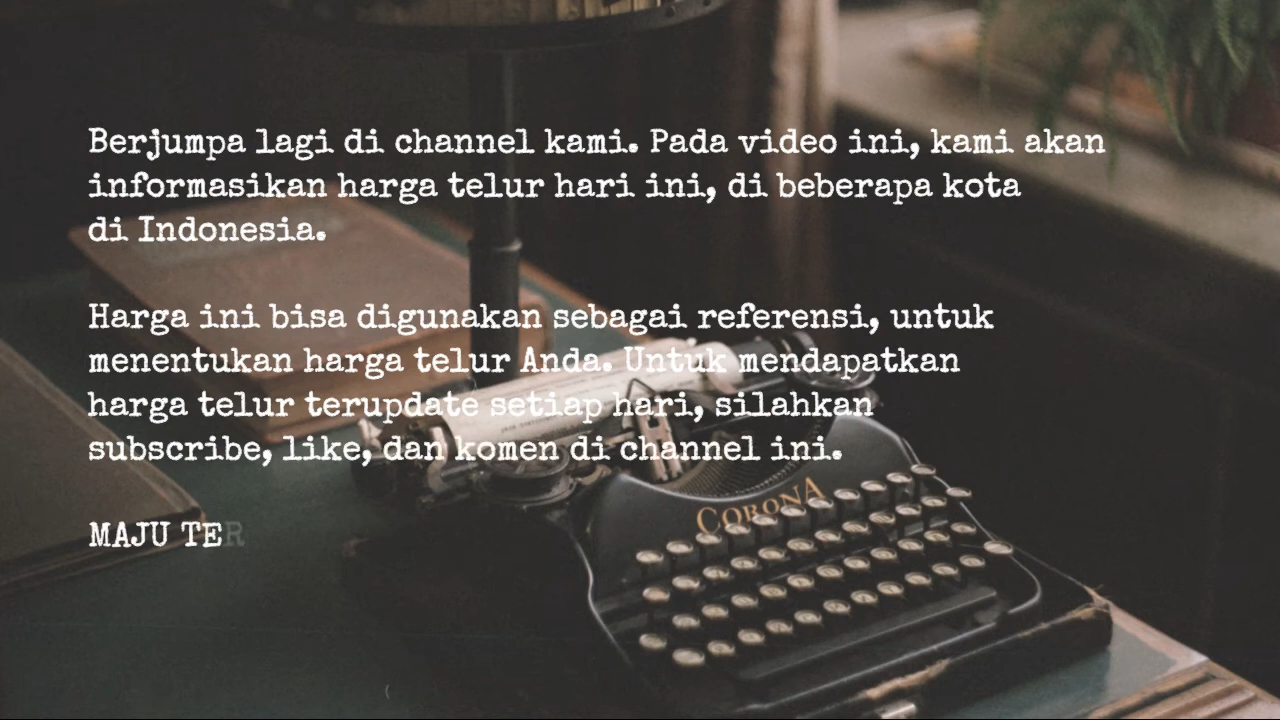 Berjumpa lagi di channel kami. Pada video ini, kami akan
informasikan harga telur hari ini, di beberapa kota
di Indonesia.
Harga ini bisa digunakan sebagai referensi, untuk
menentukan harga telur Anda. Untuk mendapatkan
harga telur terupdate setiap hari, silahkan
subscribe, like, dan komen di channel ini.
MAJU TER
CORONA